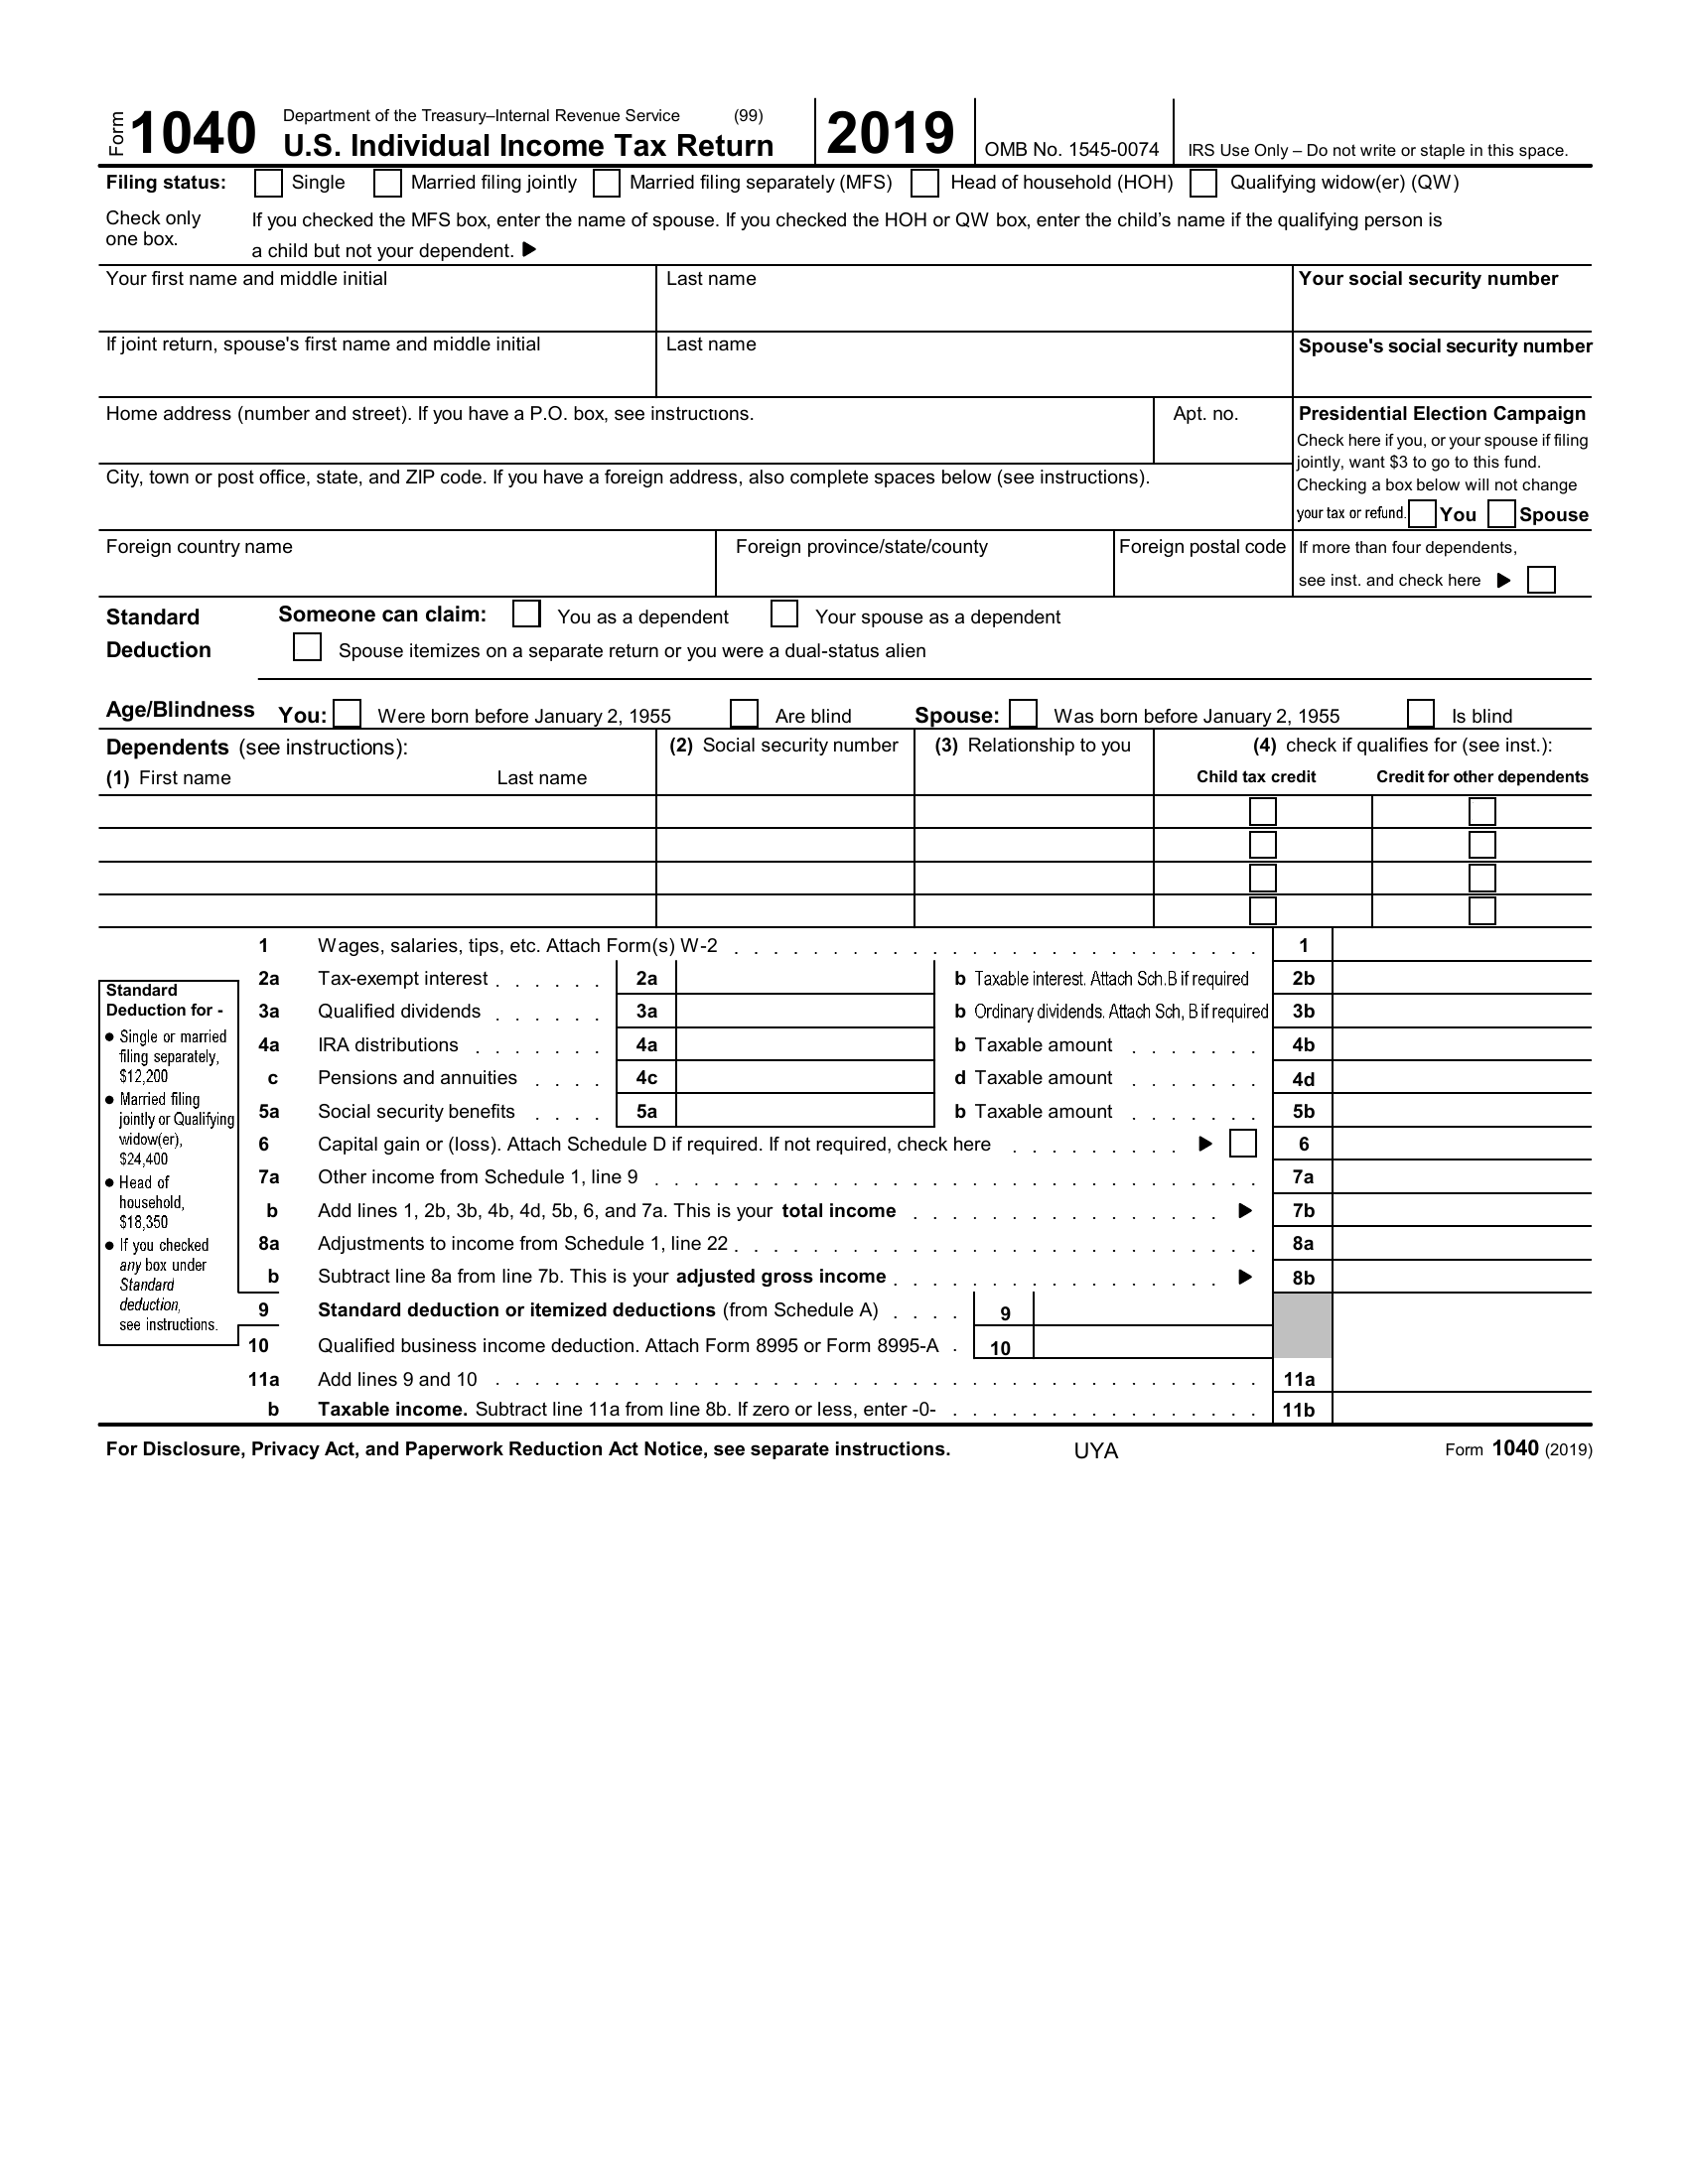 Form 1040 Department of the Treasury–Internal Revenue Service (99)
U.S. Individual Income Tax Return 2019 OMB No. 1545-0074 IRS Use Only – Do not write or staple in this space.
Filing status: Single Married filing jointly Married filing separately (MFS) Head of household (HOH) Qualifying widow(er) (QW)
Check only one box.
If you checked the MFS box, enter the name of spouse. If you checked the HOH or QW box, enter the child’s name if the qualifying person is
a child but not your dependent. ▶
Your first name and middle initial Last name Your social security number
If joint return, spouse's first name and middle initial Last name Spouse's social security number
Home address (number and street). If you have a P.O. box, see instructions. Apt. no.
Presidential Election Campaign
Check here if you, or your spouse if filing
jointly, want $3 to go to this fund.
Checking a box below will not change
your tax or refund. You Spouse
City, town or post office, state, and ZIP code. If you have a foreign address, also complete spaces below (see instructions).
Foreign country name Foreign province/state/county Foreign postal code
If more than four dependents,
see inst. and check here ▶
Standard Deduction
Someone can claim: You as a dependent Your spouse as a dependent
Spouse itemizes on a separate return or you were a dual-status alien
Age/Blindness You: Were born before January 2, 1955 Are blind Spouse: Was born before January 2, 1955 Is blind
Dependents (see instructions): (2) Social security number (3) Relationship to you (4) check if qualifies for (see inst.):
(1) First name Last name Child tax credit Credit for other dependents
1 Wages, salaries, tips, etc. Attach Form(s) W-2 . . . . . . . . . . . . . . . . . . . . . . . . . . . 1
2a Tax-exempt interest . . . . . . 2a b Taxable interest. Attach Sch.B if required 2b
3a Qualified dividends . . . . . . 3a b Ordinary dividends. Attach Sch, B if required 3b
4a IRA distributions . . . . . . . 4a b Taxable amount . . . . . . . 4b
c Pensions and annuities . . . . 4c d Taxable amount . . . . . . . 4d
5a Social security benefits . . . . 5a b Taxable amount . . . . . . . 5b
6 Capital gain or (loss). Attach Schedule D if required. If not required, check here . . . . . . . . . ▶ 6
7a Other income from Schedule 1, line 9 . . . . . . . . . . . . . . . . . . . . . . . . . . . . . . . 7a
b Add lines 1, 2b, 3b, 4b, 4d, 5b, 6, and 7a. This is your total income . . . . . . . . . . . . . . . . ▶ 7b
8a Adjustments to income from Schedule 1, line 22 . . . . . . . . . . . . . . . . . . . . . . . . . . . 8a
b Subtract line 8a from line 7b. This is your adjusted gross income . . . . . . . . . . . . . . . . . ▶ 8b
9 Standard deduction or itemized deductions (from Schedule A) . . . . 9
10 Qualified business income deduction. Attach Form 8995 or Form 8995-A . 10
11a Add lines 9 and 10 . . . . . . . . . . . . . . . . . . . . . . . . . . . . . . . . . . . . . . . 11a
b Taxable income. Subtract line 11a from line 8b. If zero or less, enter -0- . . . . . . . . . . . . . . . . 11b
Standard
Deduction for -
● Single or married
filing separately,
$12,200
● Married filing
jointly or Qualifying
widow(er),
$24,400
● Head of
household,
$18,350
● If you checked
any box under
Standard
deduction,
see instructions.
For Disclosure, Privacy Act, and Paperwork Reduction Act Notice, see separate instructions. UYA Form 1040 (2019)